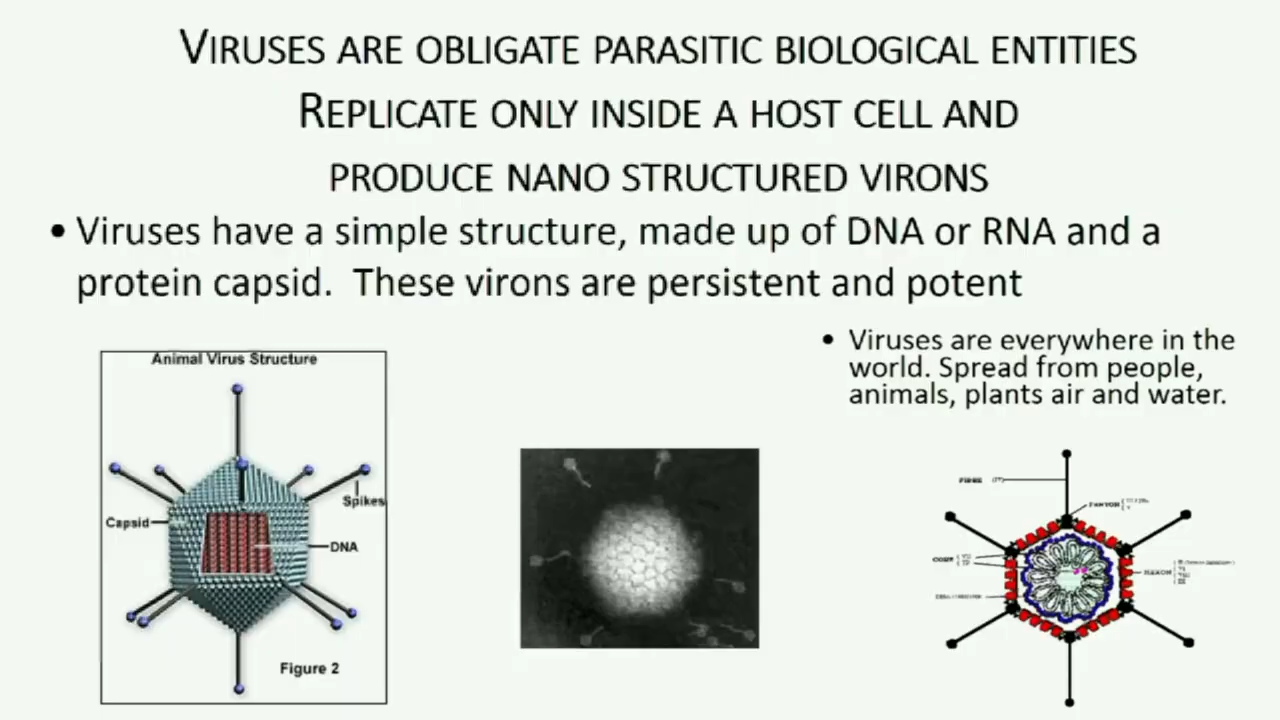 VIRUSES ARE OBLIGATE PARASITIC BIOLOGICAL ENTITIES
REPLICATE ONLY INSIDE A HOST CELL AND
PRODUCE NANO STRUCTURED VIRONS
• Viruses have a simple structure, made up of DNA or RNA and a
protein capsid. These virons are persistent and potent
• Viruses are everywhere in the
world. Spread from people,
animals, plants air and water.
Animal Virus Structure
Spikes
Capsid
DNA
Figure 2
HEXON